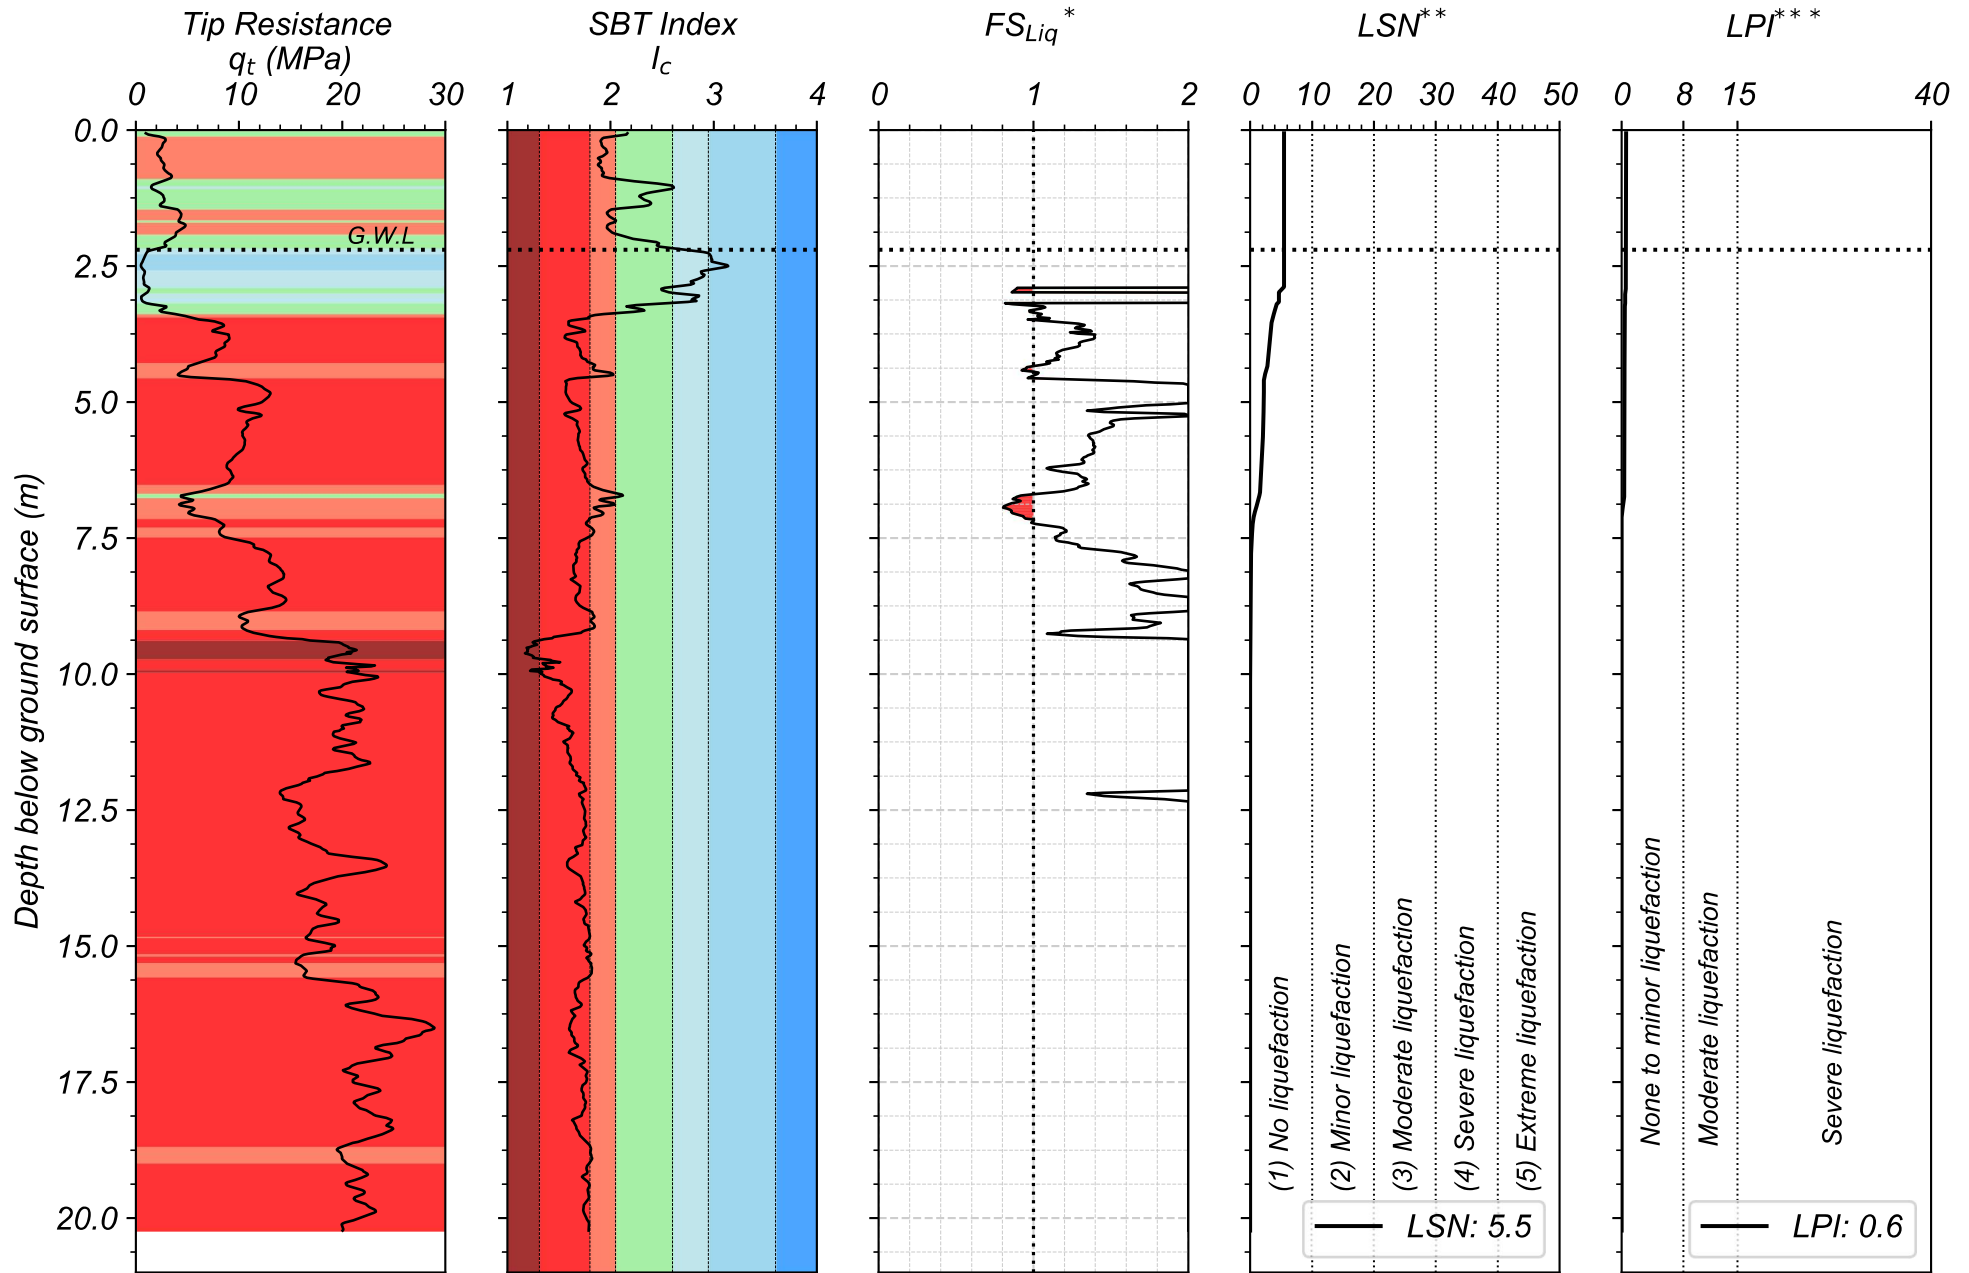 Tip Resistance
qt (MPa)
0 10 20 30
SBT Index
Ic
1 2 3 4
FSLiq*
0 1 2
LSN**
0 10 20 30 40 50
LPI***
0 8 15 40
Depth below ground surface (m)
0.0
2.5
5.0
7.5
10.0
12.5
15.0
17.5
20.0
G.W.L
(1) No liquefaction
(2) Minor liquefaction
(3) Moderate liquefaction
(4) Severe liquefaction
(5) Extreme liquefaction
LSN: 5.5
None to minor liquefaction
Moderate liquefaction
Severe liquefaction
LPI: 0.6